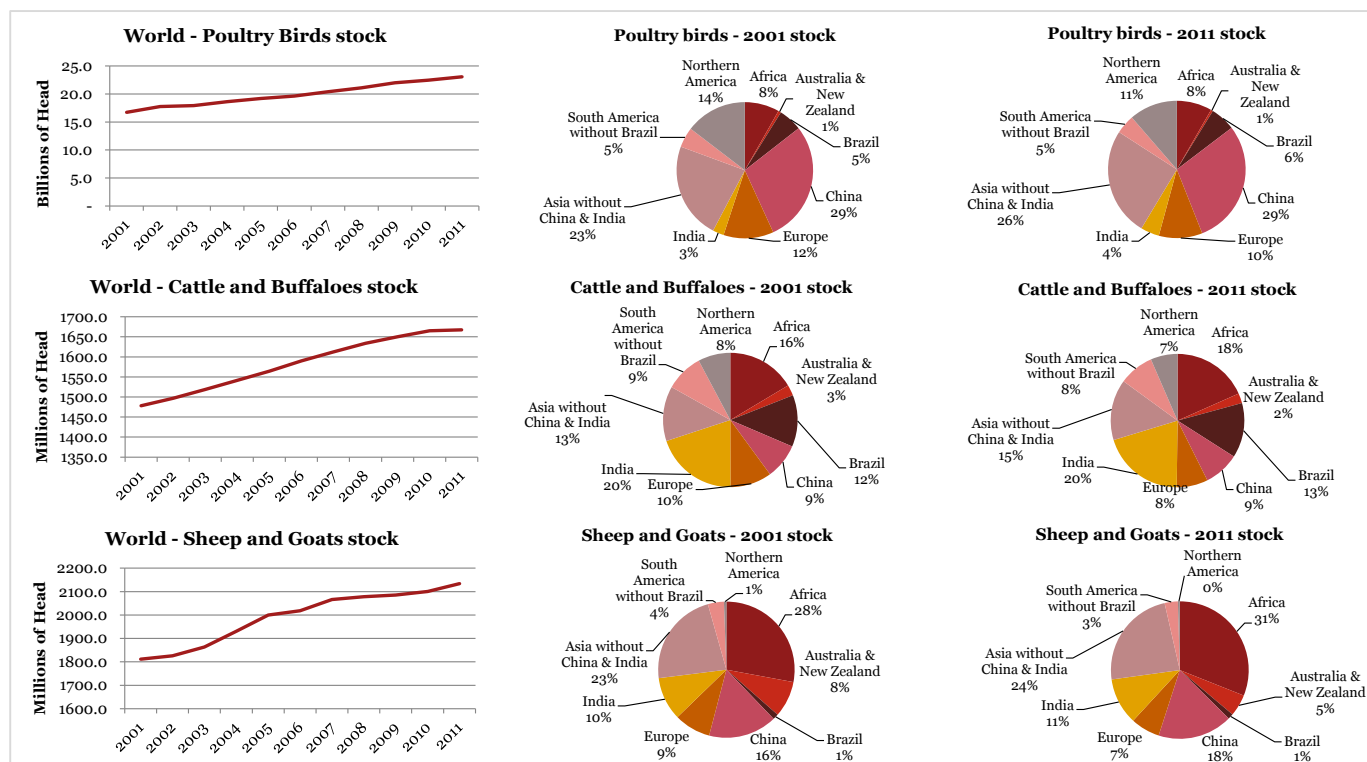 World - Poultry Birds stock
Billions of Head
25.0
20.0
15.0
10.0
5.0
-
2001
2002
2003
2004
2005
2006
2007
2008
2009
2010
2011
Poultry birds - 2001 stock
Northern
America
14%
Africa
8%
Australia &
New
Zealand
1%
Brazil
5%
China
29%
Europe
12%
India
3%
Asia without
China & India
23%
South America
without Brazil
5%
Poultry birds - 2011 stock
Northern
America
11%
Africa
8%
Australia &
New
Zealand
1%
Brazil
6%
China
29%
Europe
10%
India
4%
Asia without
China & India
26%
South America
without Brazil
5%
World - Cattle and Buffaloes stock
Millions of Head
1700.0
1650.0
1600.0
1550.0
1500.0
1450.0
1400.0
1350.0
2001
2002
2003
2004
2005
2006
2007
2008
2009
2010
2011
Cattle and Buffaloes - 2001 stock
South
America
without
Brazil
9%
Northern
America
8%
Africa
16%
Australia &
New Zealand
3%
Brazil
12%
China
9%
Europe
10%
India
20%
Asia without
China & India
13%
Cattle and Buffaloes - 2011 stock
Northern
America
7%
Africa
18%
Australia &
New Zealand
2%
Brazil
13%
China
9%
Europe
8%
India
20%
Asia without
China & India
15%
South America
without Brazil
8%
World - Sheep and Goats stock
Millions of Head
2200.0
2100.0
2000.0
1900.0
1800.0
1700.0
1600.0
2001
2002
2003
2004
2005
2006
2007
2008
2009
2010
2011
Sheep and Goats - 2001 stock
South
America
without Brazil
4%
Northern
America
1%
Africa
28%
Australia &
New Zealand
8%
Brazil
1%
China
16%
Europe
9%
India
10%
Asia without
China & India
23%
Sheep and Goats - 2011 stock
Northern
America
0%
Africa
31%
Australia &
New Zealand
5%
Brazil
1%
China
18%
Europe
7%
India
11%
Asia without
China & India
24%
South America
without Brazil
3%